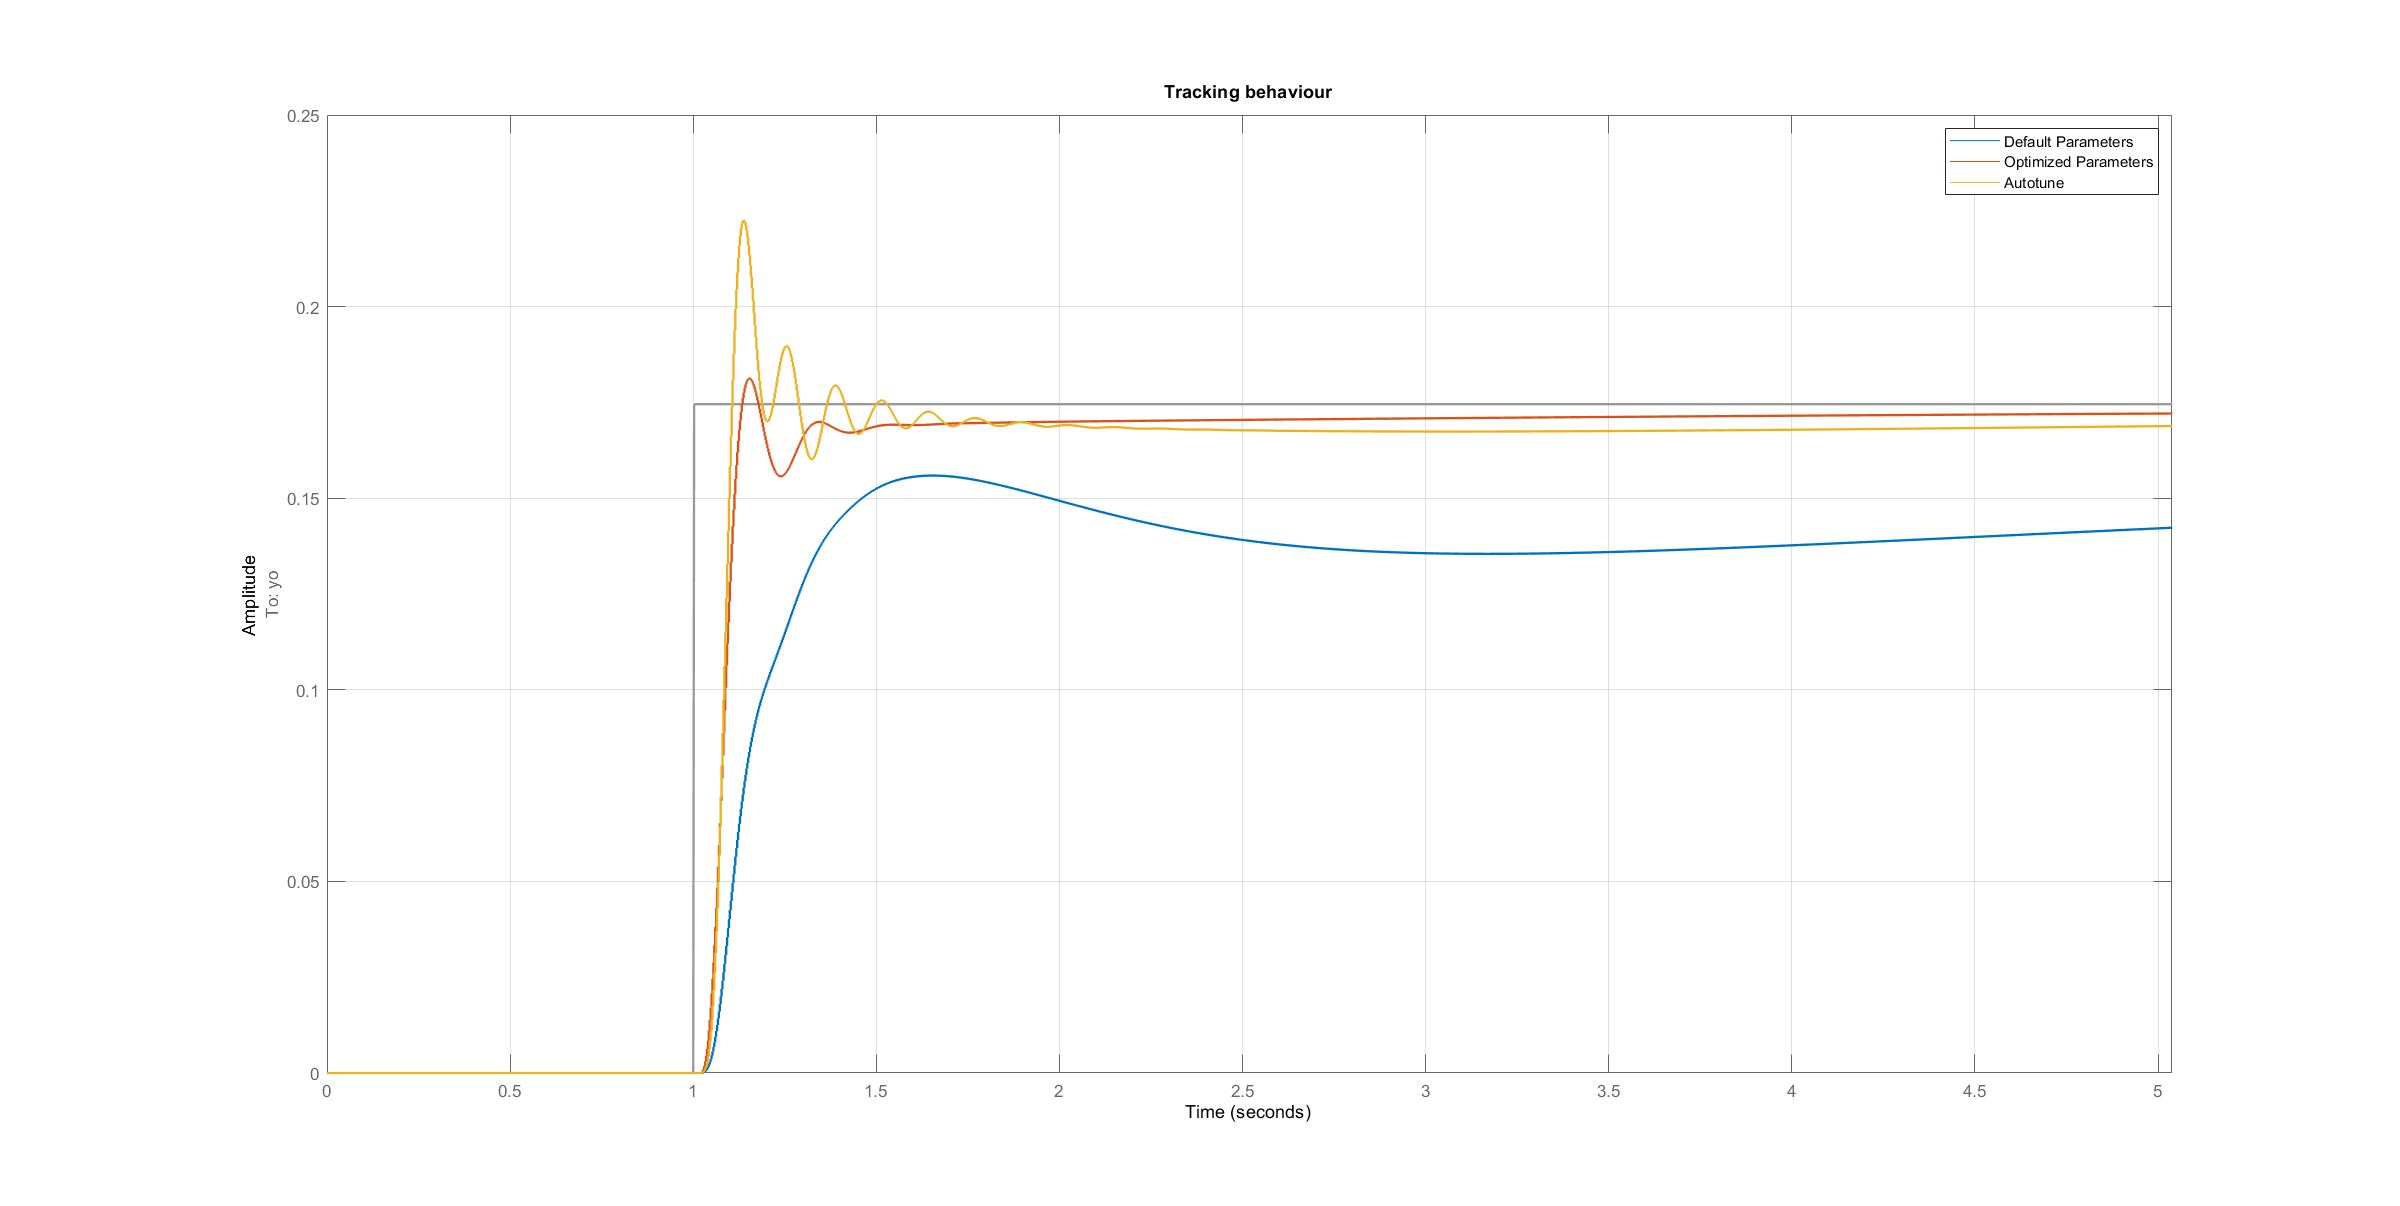 Tracking behaviour
0.25
0.2
0.15
0.1
0.05
0
Amplitude
To: yo
Default Parameters
Optimized Parameters
Autotune
0 0.5 1 1.5 2 2.5 3 3.5 4 4.5 5
Time (seconds)